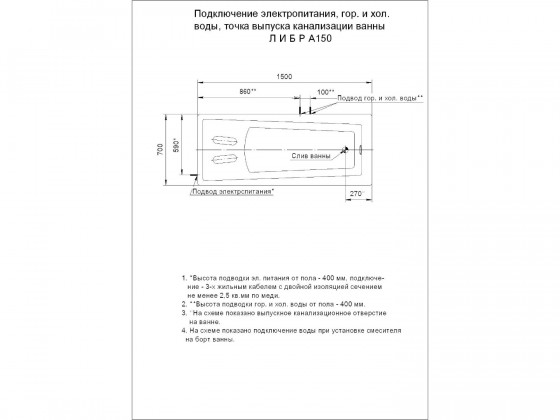 Подключение электропитания, гор. и хол.
воды, точка выпуска канализации ванны
Л И Б Р А150
1500
860**
100**
Подвод гор. и хол. воды**
700
590*
Слив ванны
Подвод электрспитания*
270°
1. *Высота подводки эл. питания от пола - 400 мм. подключе-
ние - 3-х жильным кабелем с двойной изоляцией сечением
не менее 2,5 кв.мм по меди.
2. **Высота подводки гор. и хол. воды от пола - 400 мм.
3. °На схеме показано выпускное канализационное отверстие
на ванне.
4. На схеме показано подключение воды при установке смесителя
на борт ванны.